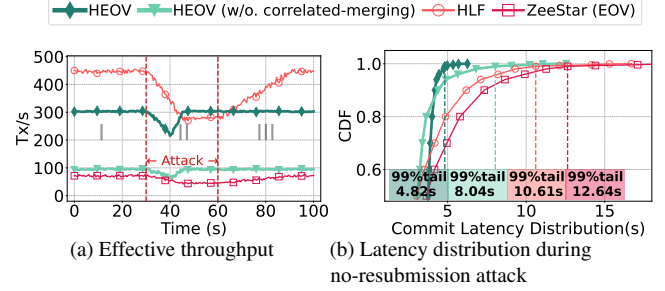 HEOV HEOV (w/o. correlated-merging) HLF ZeeStar (EOV)
500
400
300
200
100
0
Tx/s
I II III
Attack
0 20 40 60 80 100
Time (s)
(a) Effective throughput
1.0
0.8
0.6
CDF
99%tail 99%tail 99%tail 99%tail
4.82s 8.04s 10.61s 12.64s
5 10 15
Commit Latency Distribution(s)
(b) Latency distribution during
no-resubmission attack